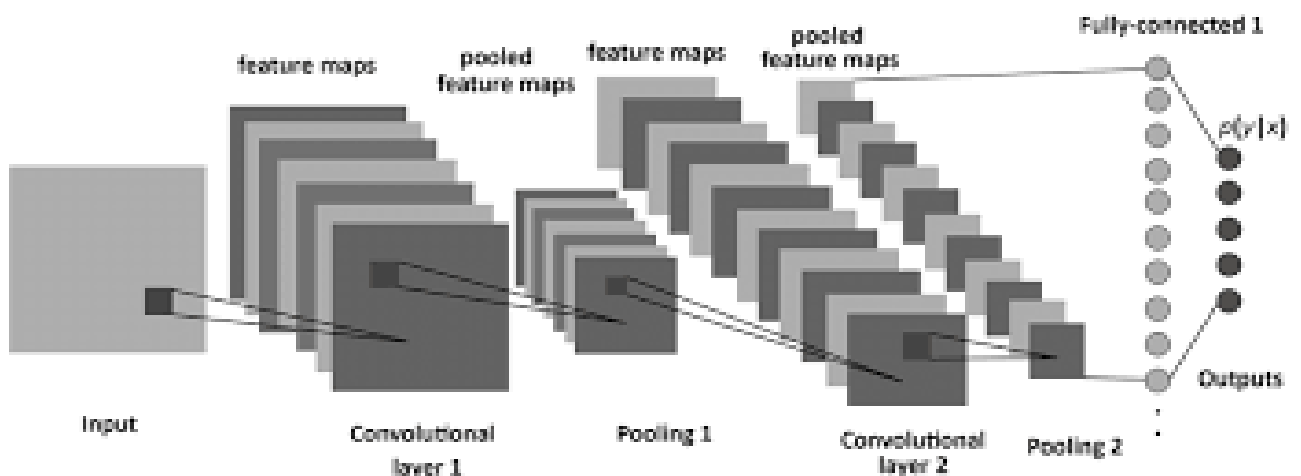 feature maps
pooled
feature maps
feature maps
pooled
feature maps
Fully-connected 1
p(y|x)
Outputs
Input
Convolutional
layer 1
Pooling 1
Convolutional
layer 2
Pooling 2